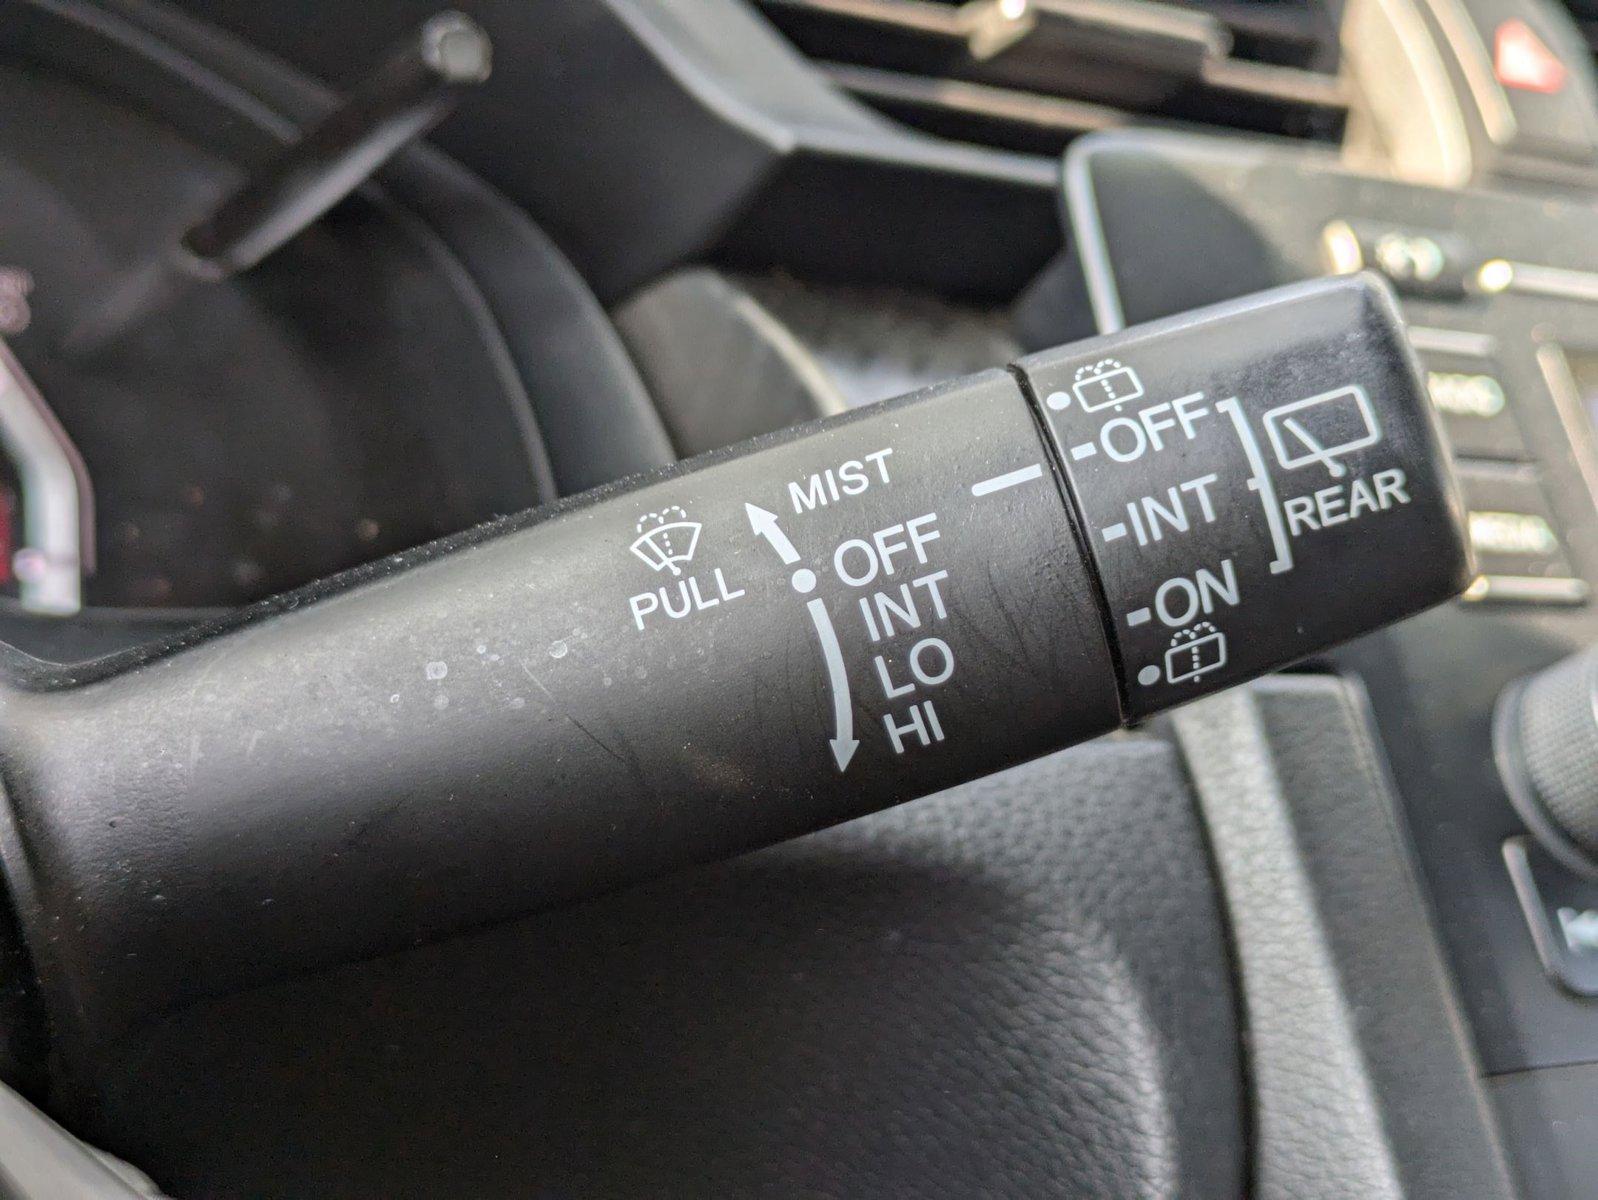 MIST
PULL
OFF
INT
LO
HI
OFF
INT
ON
REAR